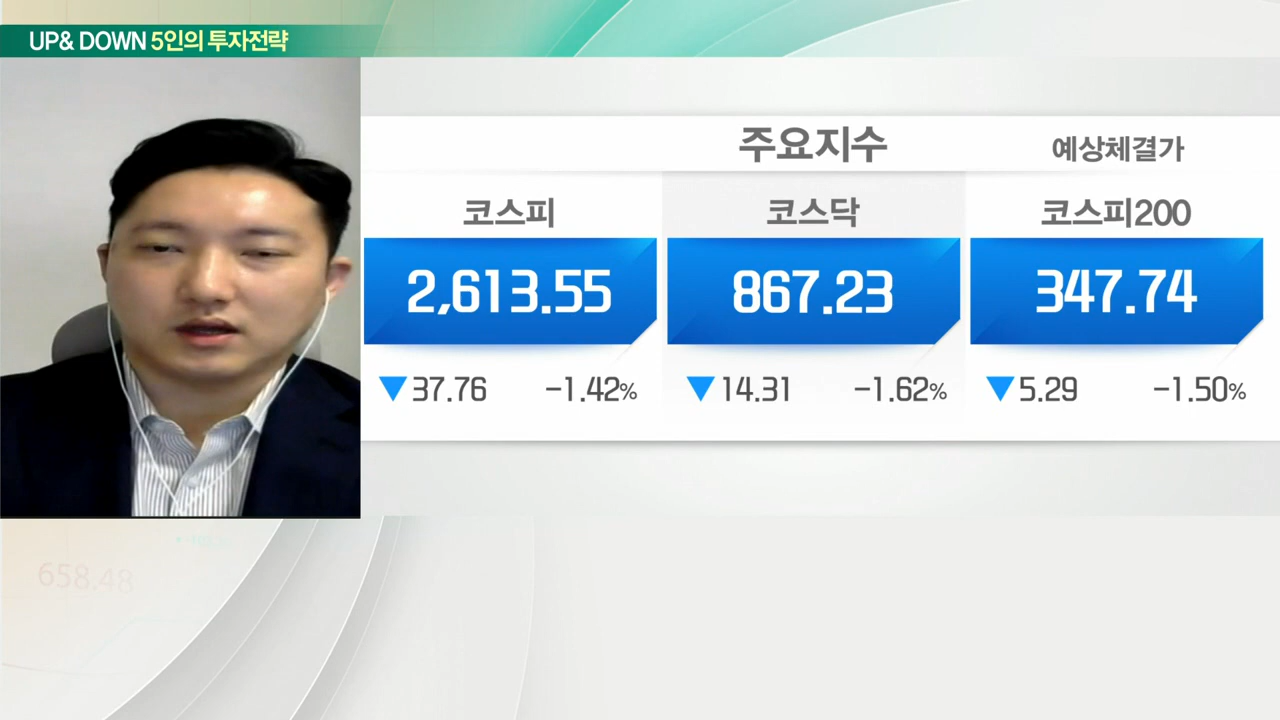 UP& DOWN 5인의 투자전략
주요지수
예상체결가
코스피
코스닥
코스피200
2,613.55
867.23
347.74
▼37.76 -1.42%
▼14.31 -1.62%
▼5.29 -1.50%
658.48